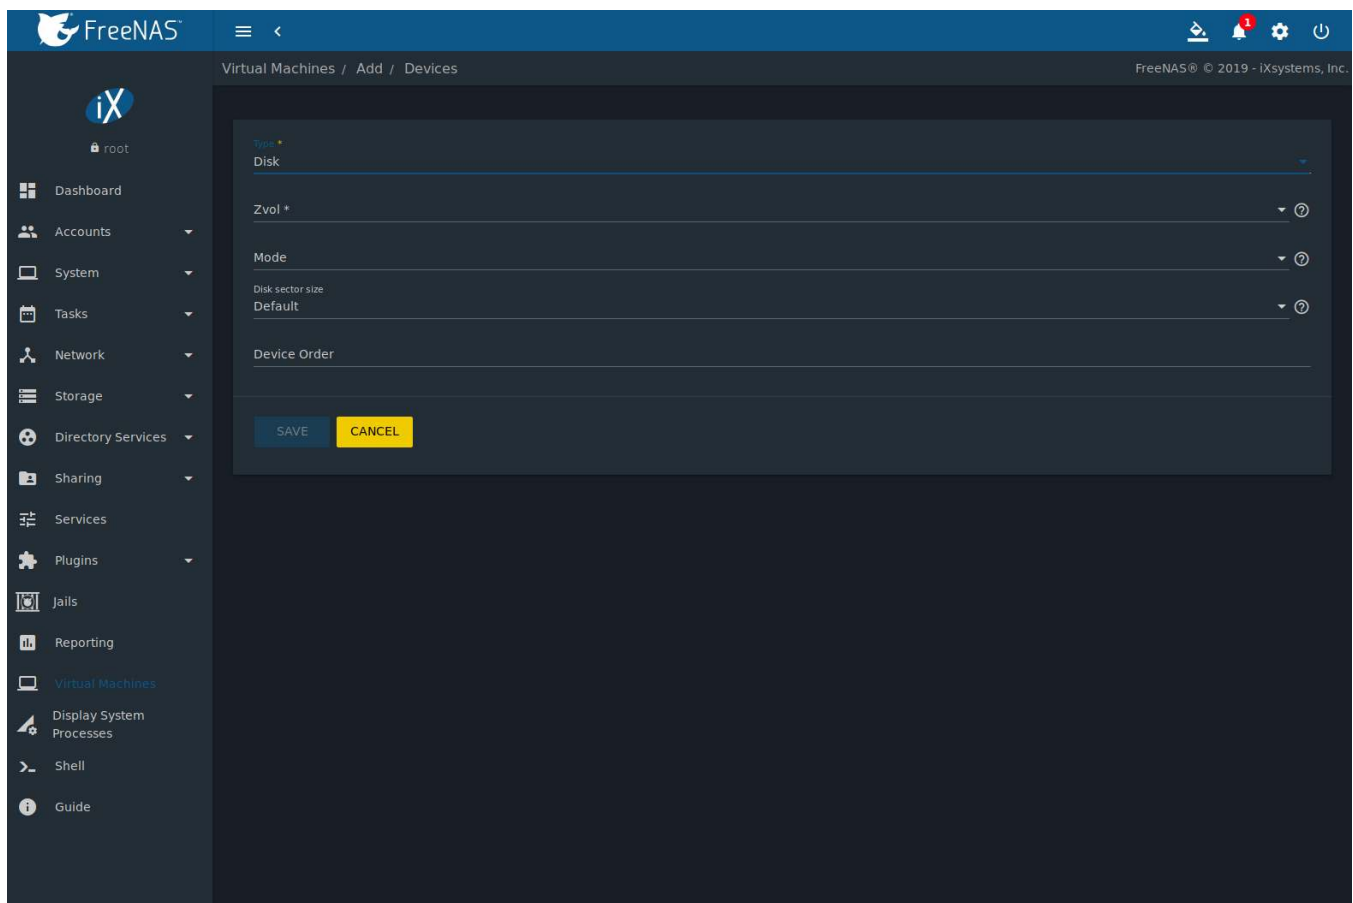 FreeNAS™
1
Virtual Machines / Add / Devices
FreeNAS® © 2019 - iXsystems, Inc.
iX
root
Dashboard
Accounts
System
Tasks
Network
Storage
Directory Services
Sharing
Services
Plugins
Jails
Reporting
Virtual Machines
Display System
Processes
Shell
Guide
Type *
Disk
Zvol *
Mode
Disk sector size
Default
Device Order
SAVE
CANCEL